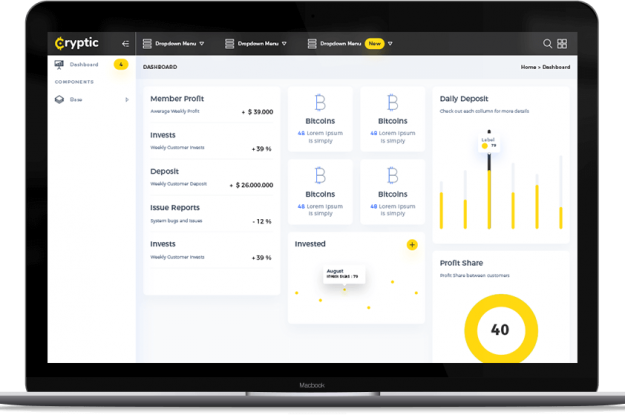 Cryptic
Dropdown Menu
Dropdown Menu
Dropdown Menu New
Dashboard 4
COMPONENTS
Base
DASHBOARD
Home > Dashboard
Member Profit
Average Weekly Profit
+ $ 39.000
Invests
Weekly Customer Invests
+39 %
Deposit
Weekly Customer Deposit
+ $ 26.000.000
Issue Reports
System bugs and issues
- 12 %
Invests
Weekly Customer Invests
+39 %
Bitcoins
48 Lorem Ipsum
is simply
Bitcoins
48 Lorem Ipsum
is simply
Bitcoins
48 Lorem Ipsum
is simply
Bitcoins
48 Lorem Ipsum
is simply
Invested
August
: 79
Daily Deposit
Check out each column for more details
Label
79
Profit Share
Profit Share between customers
40
Macbook